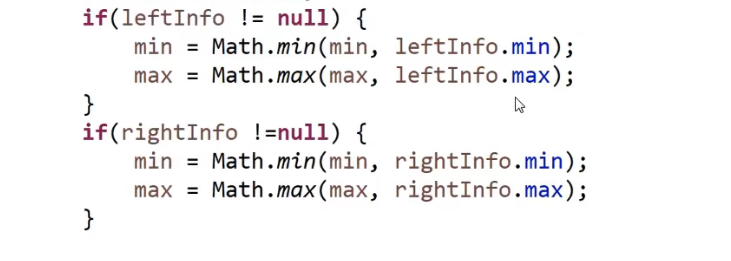 if(leftInfo != null) {
    min = Math.min(min, leftInfo.min);
    max = Math.max(max, leftInfo.max);
}
if(rightInfo !=null) {
    min = Math.min(min, rightInfo.min);
    max = Math.max(max, rightInfo.max);
}